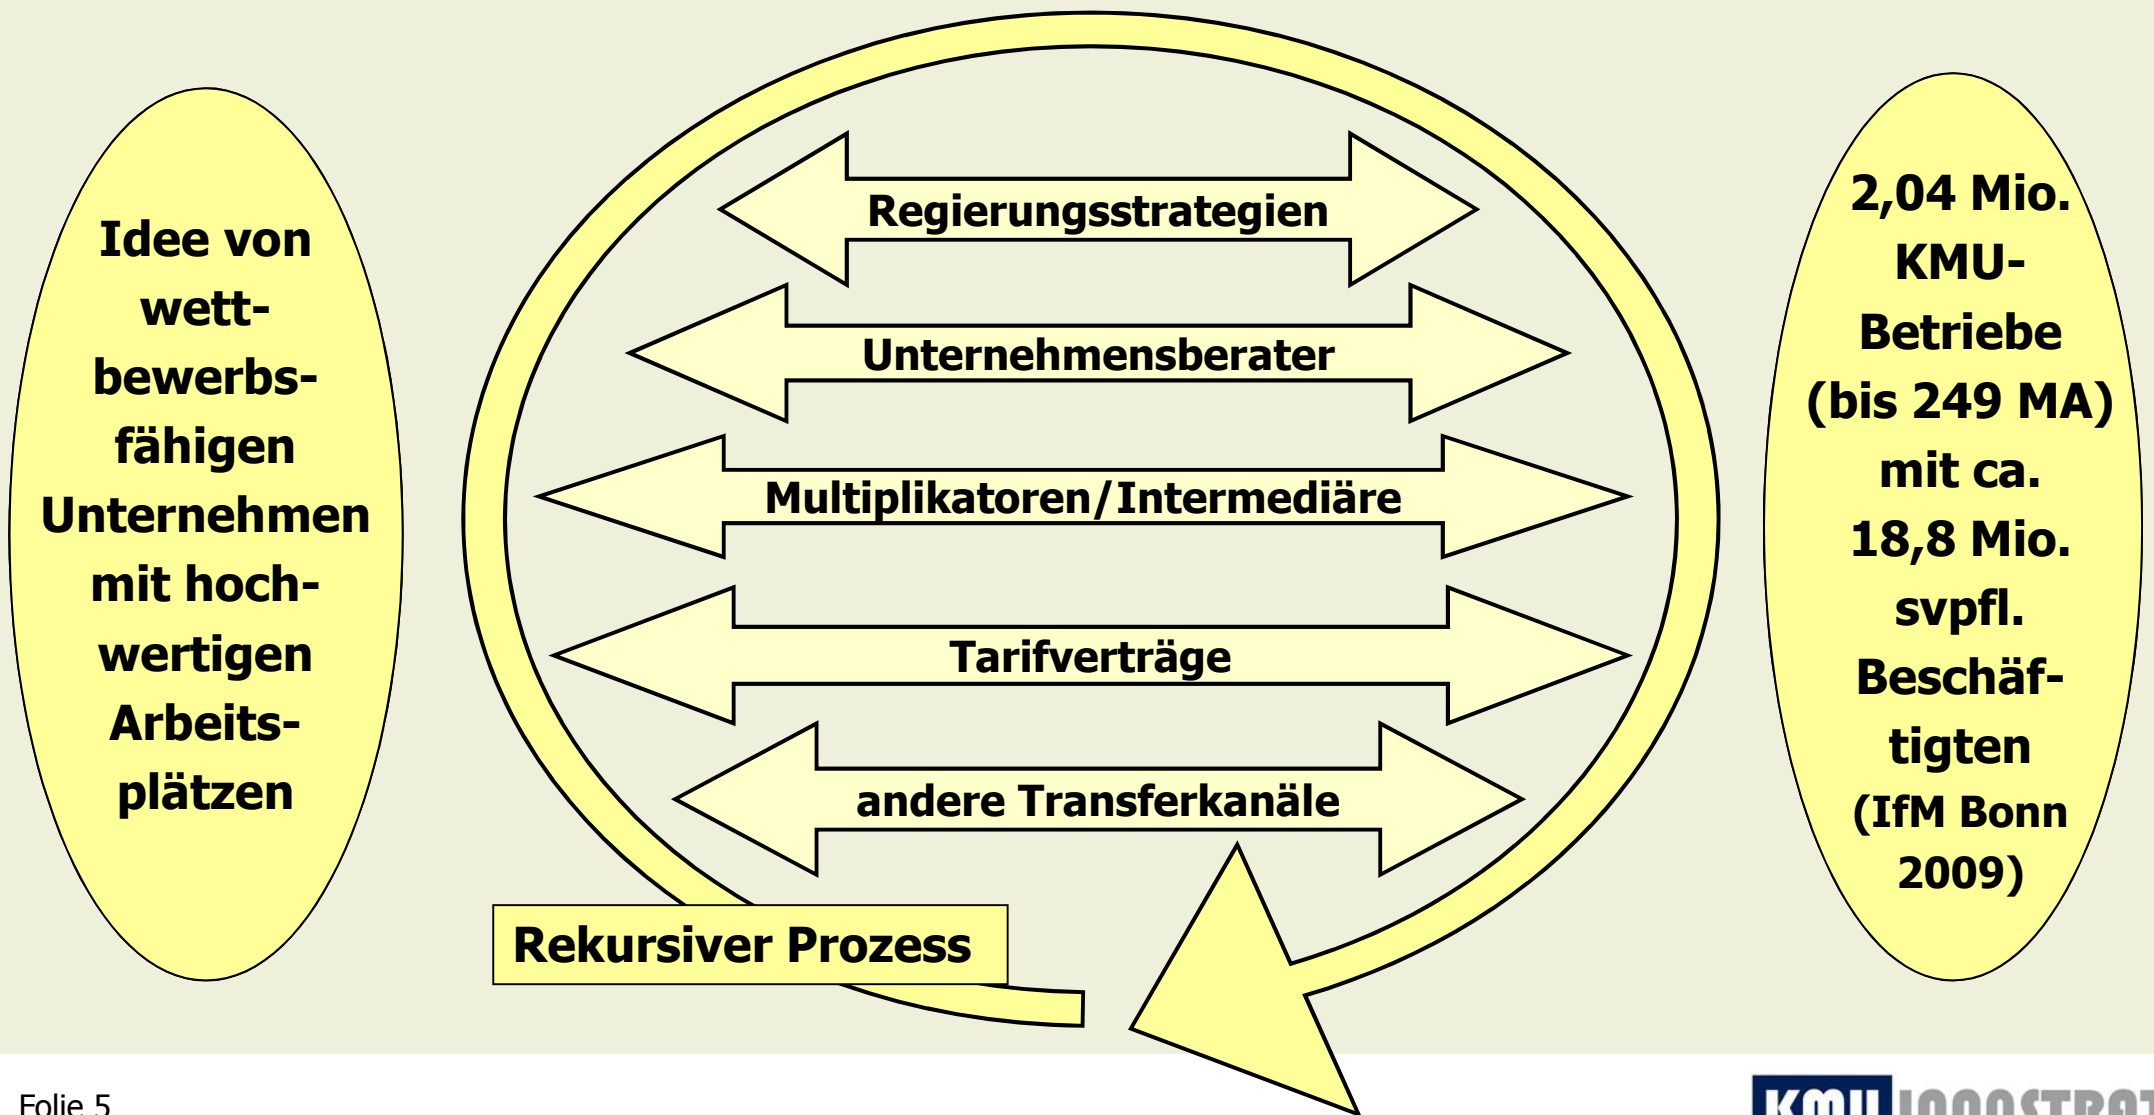 Idee von
wett-
bewerbs-
fähigen
Unternehmen
mit hoch-
wertigen
Arbeits-
plätzen
Regierungsstrategien
Unternehmensberater
Multiplikatoren/Intermediäre
Tarifverträge
andere Transferkanäle
Rekursiver Prozess
2,04 Mio.
KMU-
Betriebe
(bis 249 MA)
mit ca.
18,8 Mio.
svpfl.
Beschäf-
tigten
(IfM Bonn
2009)
Folie 5
KMU